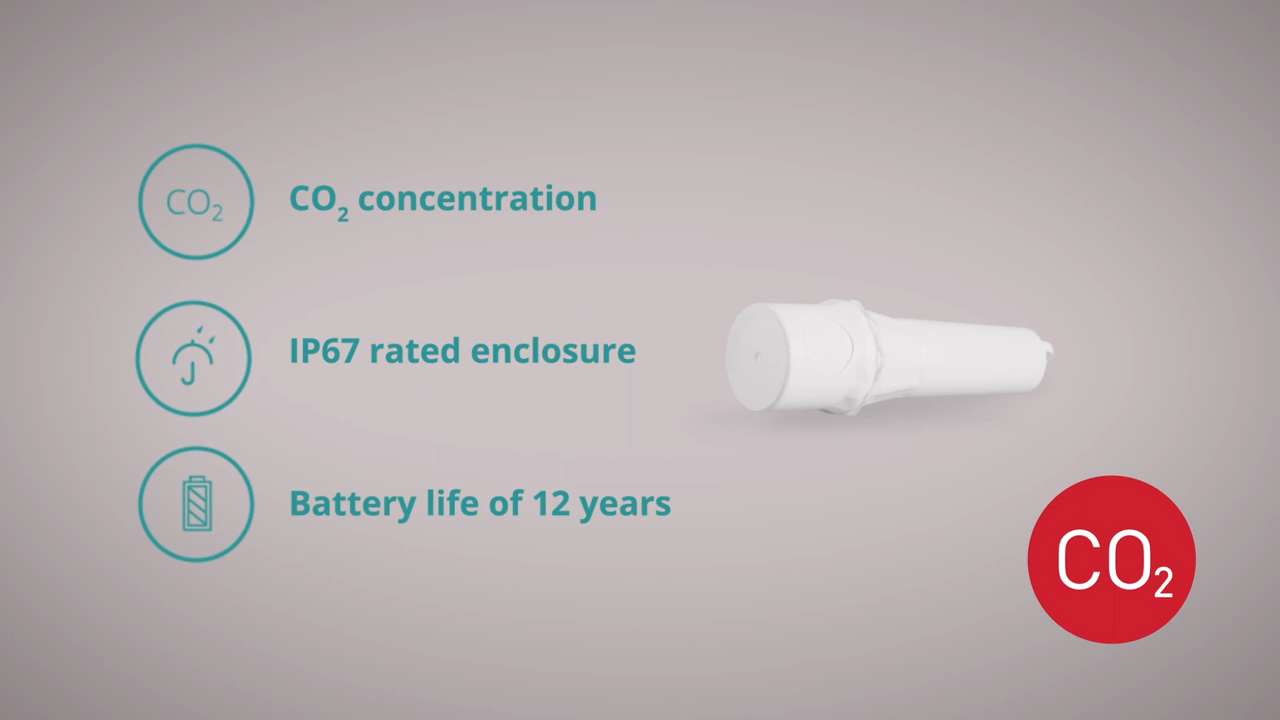 CO₂
CO₂ concentration
IP67 rated enclosure
Battery life of 12 years
CO₂